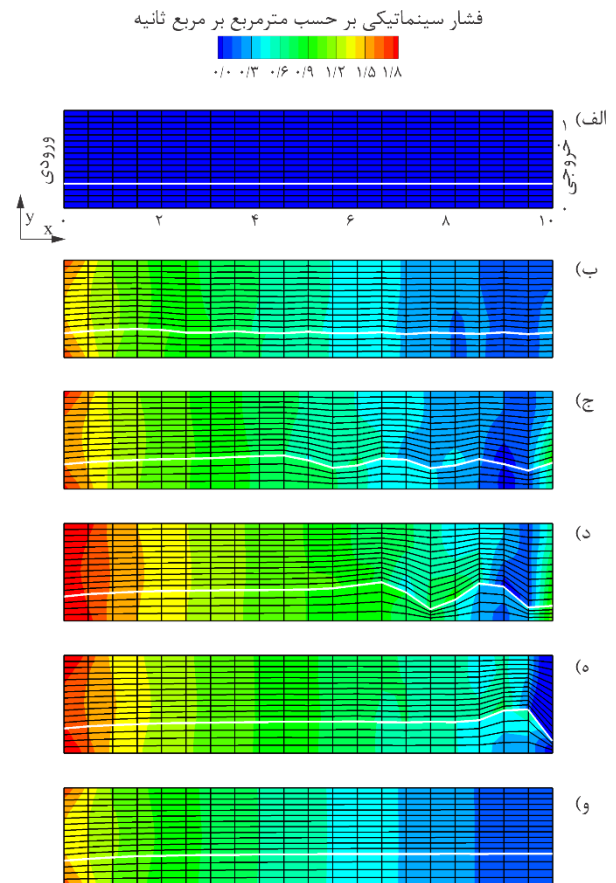 فشار سینماتیکی بر حسب مترمربع بر مربع ثانیه
۰/۰ ۰/۳ ۰/۶ ۰/۹ ۱/۲ ۱/۵ ۱/۸
الف)
ورودی
خروجی
۱
۰
y
x
۰ ۲ ۴ ۶ ۸ ۱۰
ب)
ج)
د)
ه)
و)